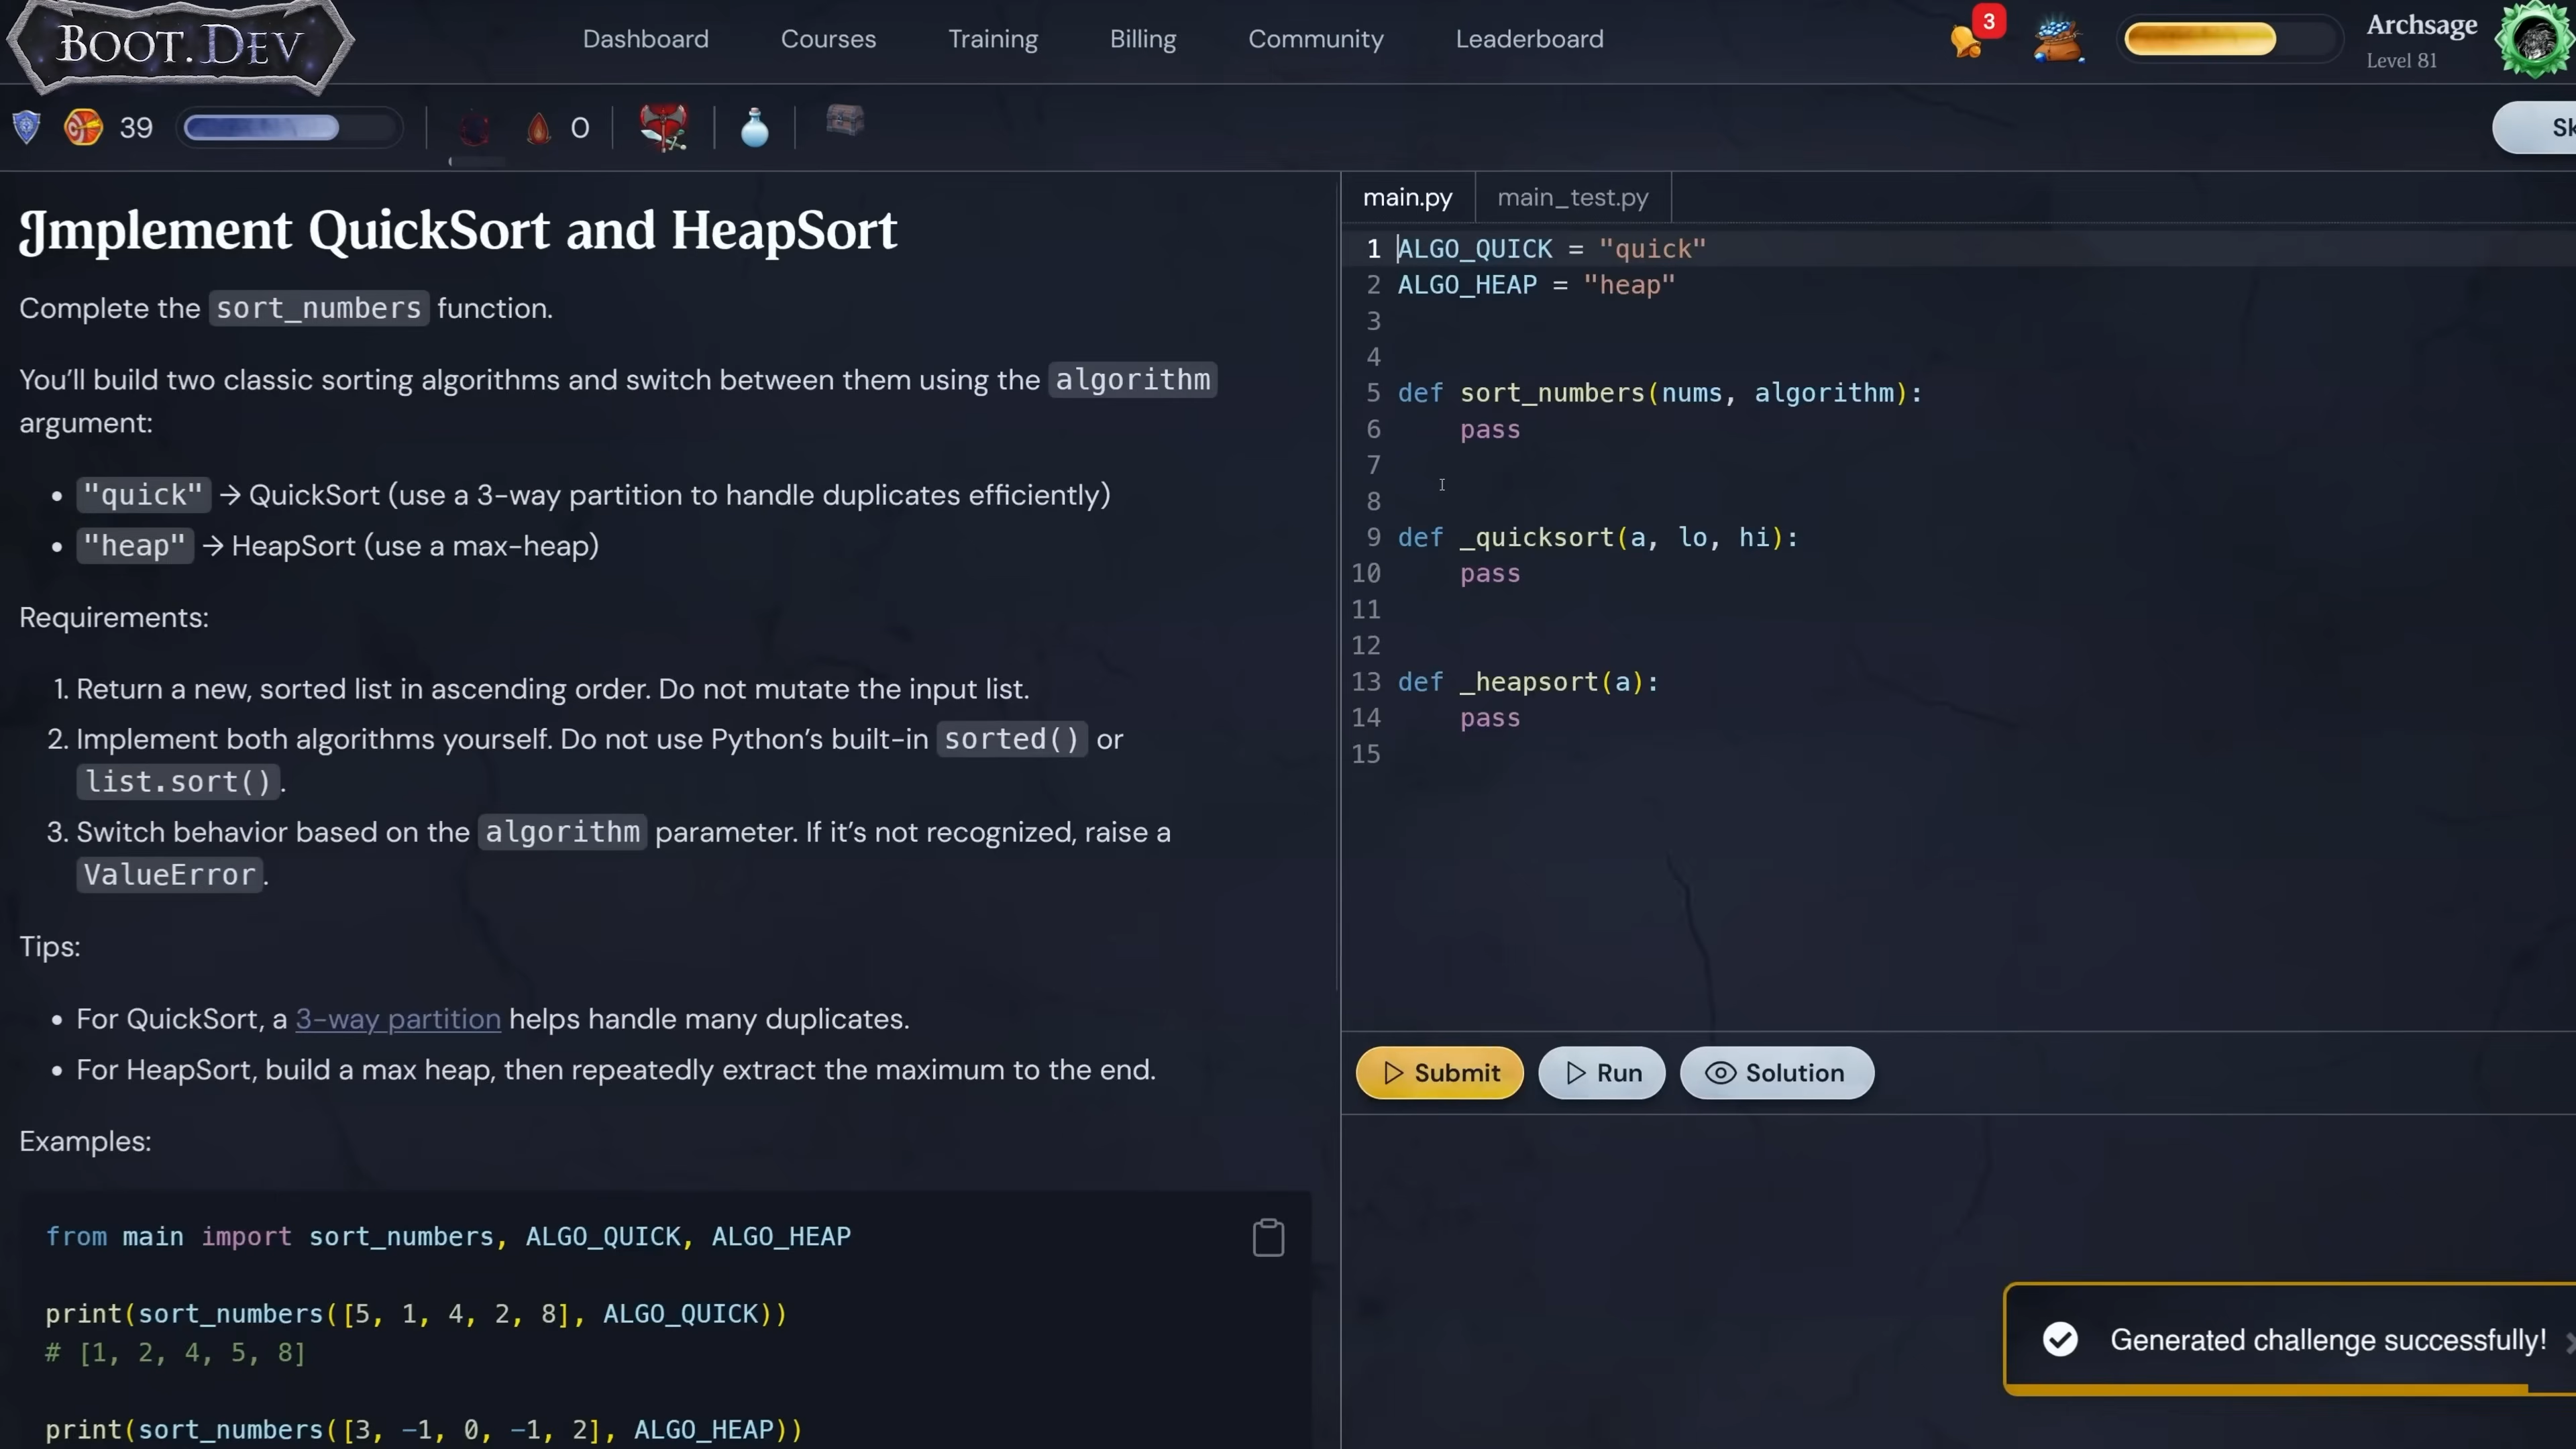 BOOT.DEV
Dashboard
Courses
Training
Billing
Community
Leaderboard
3
Archsage
Level 81
39
0
Implement QuickSort and HeapSort
Complete the sort_numbers function.
You'll build two classic sorting algorithms and switch between them using the algorithm
argument:
• "quick" → QuickSort (use a 3-way partition to handle duplicates efficiently)
• "heap" → HeapSort (use a max-heap)
Requirements:
1. Return a new, sorted list in ascending order. Do not mutate the input list.
2. Implement both algorithms yourself. Do not use Python's built-in sorted() or
list.sort().
3. Switch behavior based on the algorithm parameter. If it's not recognized, raise a
ValueError.
Tips:
• For QuickSort, a 3-way partition helps handle many duplicates.
• For HeapSort, build a max heap, then repeatedly extract the maximum to the end.
Examples:
from main import sort_numbers, ALGO_QUICK, ALGO_HEAP
print(sort_numbers([5, 1, 4, 2, 8], ALGO_QUICK))
# [1, 2, 4, 5, 8]
print(sort_numbers([3, -1, 0, -1, 2], ALGO_HEAP))
main.py
main_test.py
1 ALGO_QUICK = "quick"
2 ALGO_HEAP = "heap"
3
4
5 def sort_numbers(nums, algorithm):
6 pass
7
8
9 def _quicksort(a, lo, hi):
10 pass
11
12
13 def _heapsort(a):
14 pass
15
Submit
Run
Solution
Generated challenge successfully!